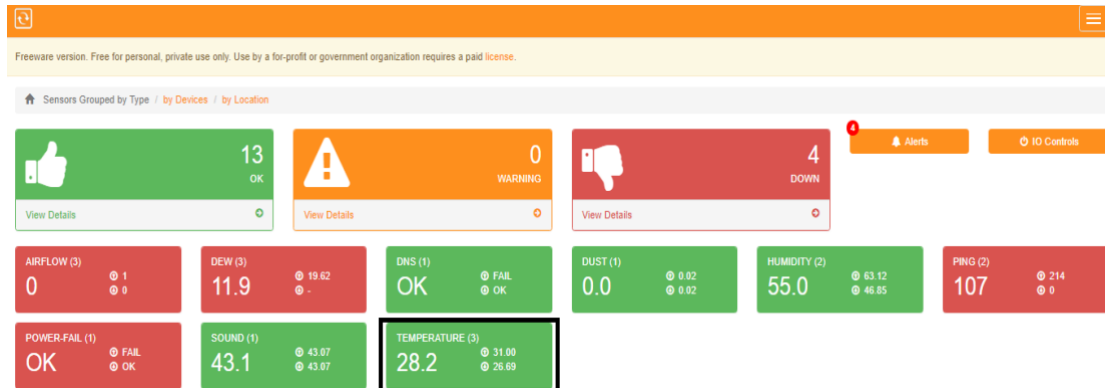 Freeware version. Free for personal, private use only. Use by a for-profit or government organization requires a paid license.
Sensors Grouped by Type / by Devices / by Location
13
OK
View Details
0
WARNING
View Details
4
DOWN
View Details
4
Alerts
IO Controls
AIRFLOW (3)
0
1
0
DEW (3)
11.9
19.62
-
DNS (1)
OK
FAIL
OK
DUST (1)
0.0
0.02
0.02
HUMIDITY (2)
55.0
63.12
46.85
PING (2)
107
214
0
POWER-FAIL (1)
OK
FAIL
OK
SOUND (1)
43.1
43.07
43.07
TEMPERATURE (3)
28.2
31.00
26.69